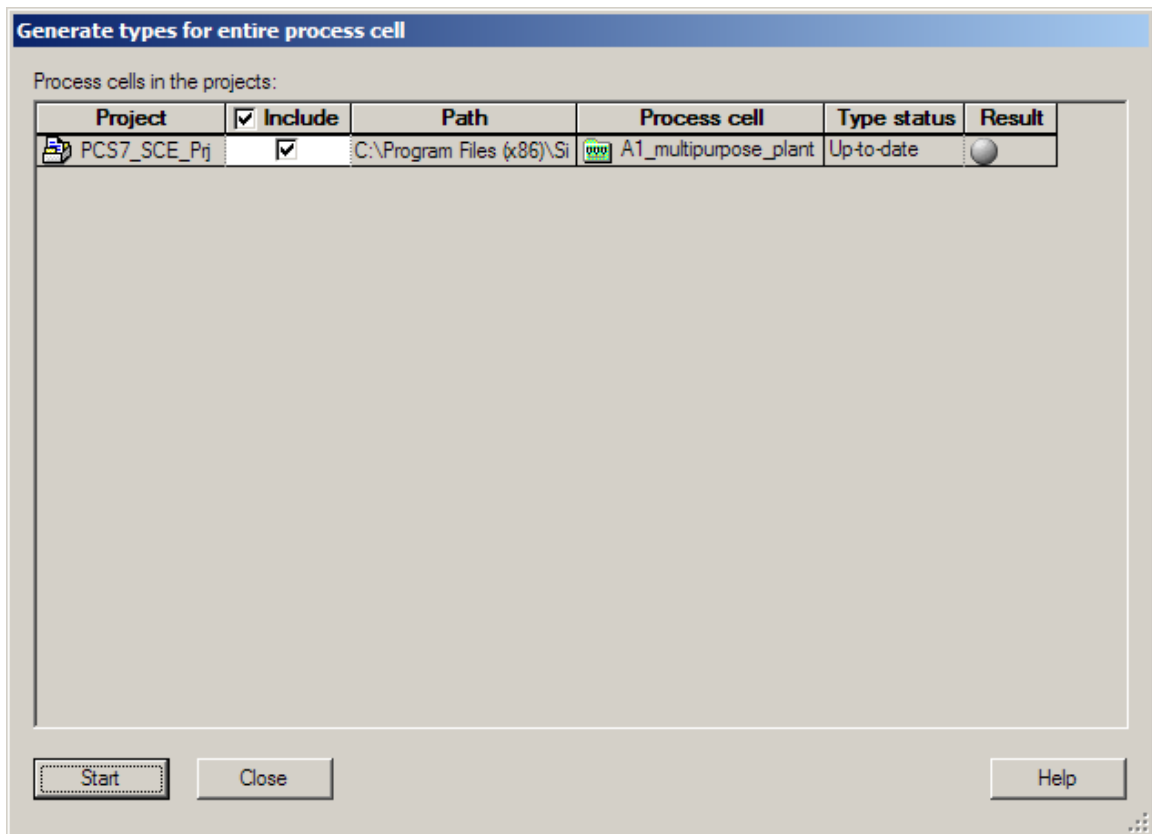 Generate types for entire process cell
Process cells in the projects:
Project Include Path Process cell Type status Result
PCS7_SCE_Prj C:\Program Files (x86)\Si A1_multipurpose_plant Up-to-date
Start Close Help